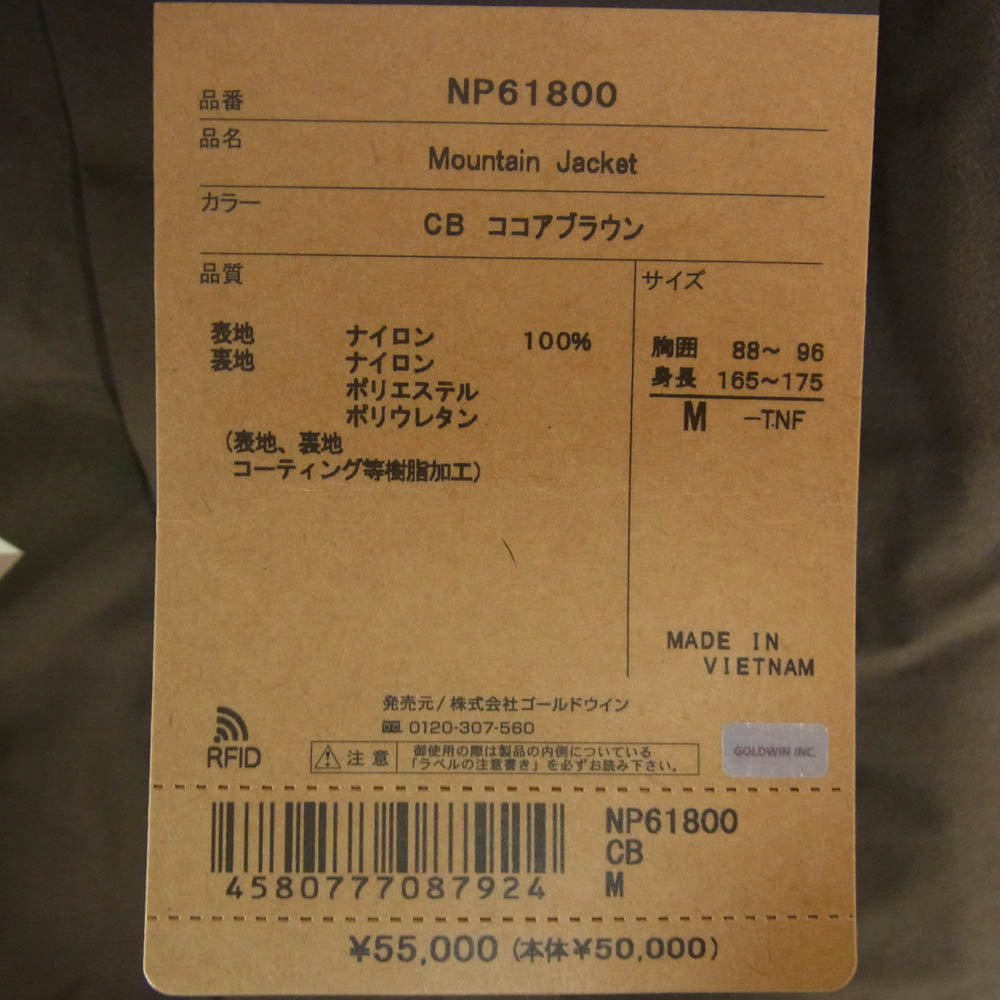 品番 NP61800
品名 Mountain Jacket
カラー CB ココアブラウン
品質
表地 ナイロン 100%
裏地 ナイロン
ポリエステル
ポリウレタン
(表地、裏地
コーティング等樹脂加工)
サイズ
胸囲 88～ 96
身長 165～175
M －T.NF
MADE IN
VIETNAM
発売元/株式会社ゴールドウイン
0120-307-560
RFID
注意
御使用の際は製品の内側についている
「ラベルの注意書き」を必ずお読み下さい。
GOLDWIN INC.
4580777087924
NP61800
CB
M
¥55,000 (本体¥50,000)